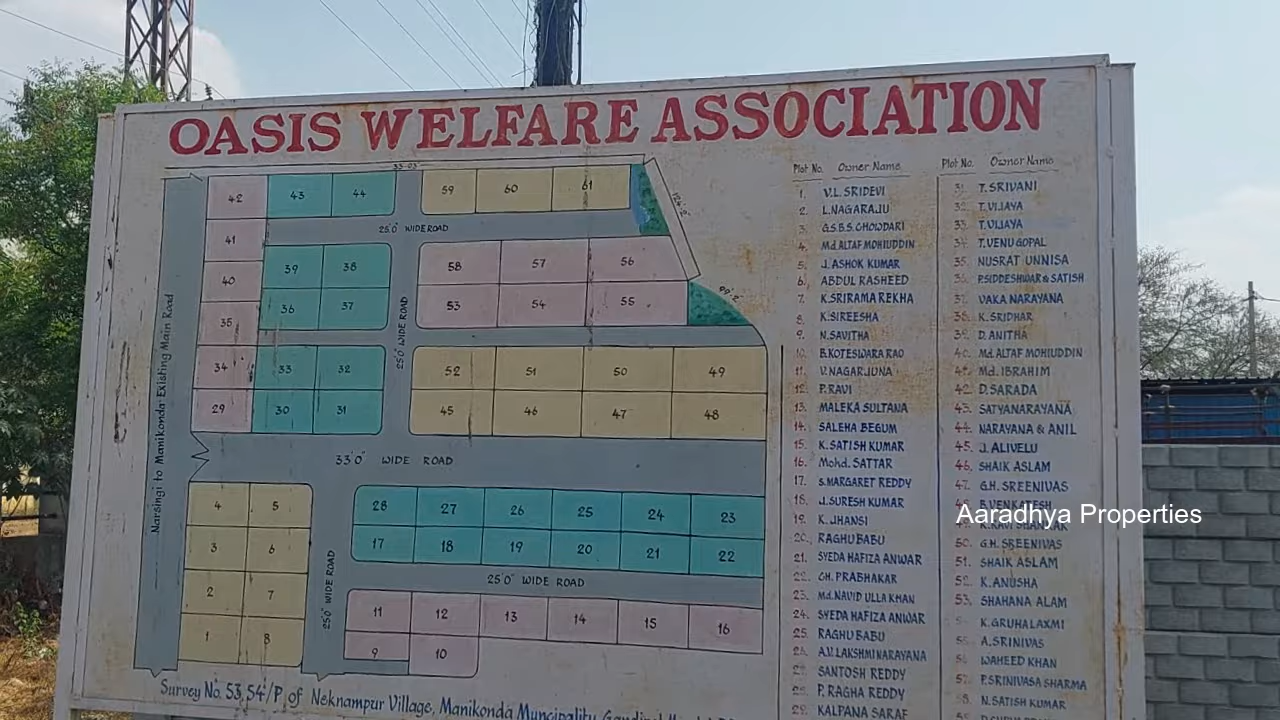 OASIS WELFARE ASSOCIATION
33-03
Plot No. Owner Name
1. V.L. SRIDEVI
2. L.NAGARAJU
3. G.S.B.S. CHOWDARI
4. Md.ALTAF MOHIUDDIN
5. J.ASHOK KUMAR
6. ABDUL RASHEED
7. K.SRIRAMA REKHA
8. K.SIREESHA
9. N.SAVITHA
10. B.KOTESWARA RAO
11. V.NAGARJUNA
12. P.RAVI
13. MALEKA SULTANA
14. SALEHA BEGUM
15. K.SATISH KUMAR
16. Mohd. SATTAR
17. S.MARGARET REDDY
18. J.SURESH KUMAR
19. K.JHANSI
20. RAGHU BABU
21. SYEDA HAFIZA ANWAR
22. CH. PRABHAKAR
23. Md.NAVID ULLA KHAN
24. SYEDA HAFIZA ANWAR
25. RAGHU BABU
26. A.V. LAKSHMI NARAYANA
27. SANTOSH REDDY
28. P. RAGHA REDDY
29. KALPANA SARAF
Plot No. Owner Name
31. T.SRIVANI
32. T.VIJAYA
33. T.VIJAYA
34. T.VENU GOPAL
35. NUSRAT UNNISA
36. P.SIDDESHWAR & SATISH
37. VAKA NARAYANA
38. K.SRIDHAR
39. D.ANITHA
40. Md.ALTAF MOHIUDDIN
41. Md.IBRAHIM
42. D.SARADA
43. SATYANARAYANA
44. NARAYANA & ANIL
45. J.ALIVELU
46. SHAIK ASLAM
47. G.H. SREENIVAS
48. B.VENKATESH
50. G.H. SREENIVAS
51. SHAIK ASLAM
52. K.ANUSHA
53. SHAHANA ALAM
K.GRUHALAXMI
55. A.SRINIVAS
56. WAHEED KHAN
57. P.SRINIVASA SHARMA
58. N.SATISH KUMAR
42 43 44 59 60 61
25'.0" WIDE ROAD
41
39 38 58 57 56
40
36 37 53 54 55
35
25'.0" WIDE ROAD
34 33 32 52 51 50 49
29 30 31 45 46 47 48
Narsingi to Manikonda Existing Main Road
33'.0" WIDE ROAD
4 5 28 27 26 25 24 23
3 6 17 18 19 20 21 22
25'.0" WIDE ROAD
25'.0" WIDE ROAD
2 7 11 12 13 14 15 16
1 8 9 10
Survey No. 53,54/P, of Neknampur Village, Manikonda Muncipality,
Aaradhya Properties